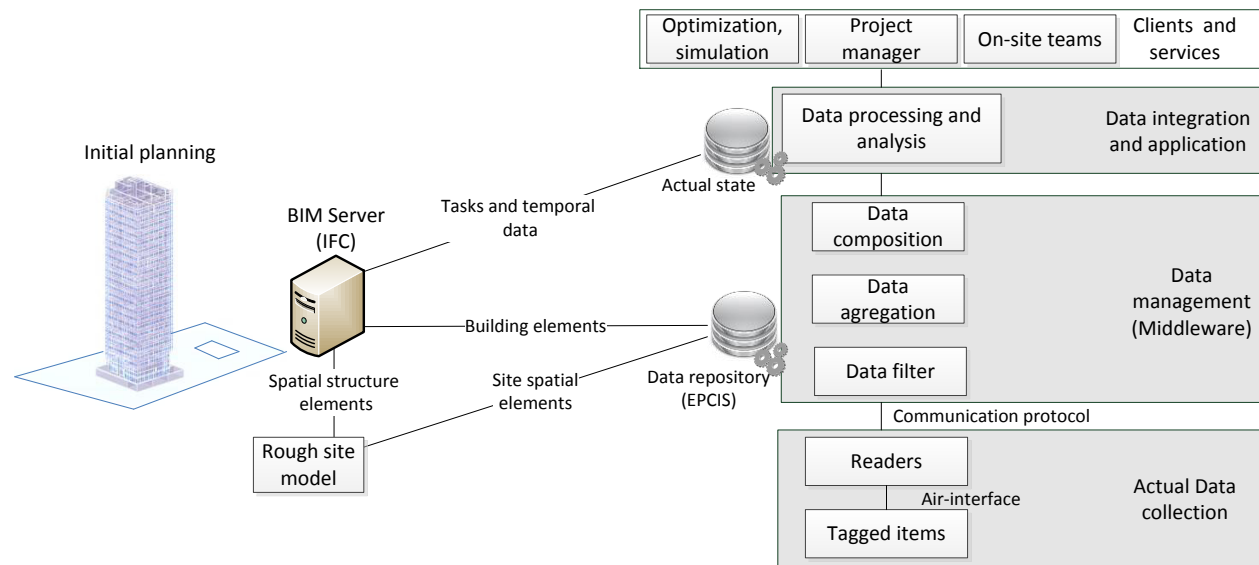 Optimization,
simulation
Project
manager
On-site teams
Clients and
services
Data processing and
analysis
Data integration
and application
Initial planning
Actual state
Tasks and temporal
data
BIM Server
(IFC)
Data
composition
Data
agregation
Data filter
Data
management
(Middleware)
Building elements
Spatial structure
elements
Site spatial
elements
Data repository
(EPCIS)
Rough site
model
Communication protocol
Readers
Air-interface
Tagged items
Actual Data
collection